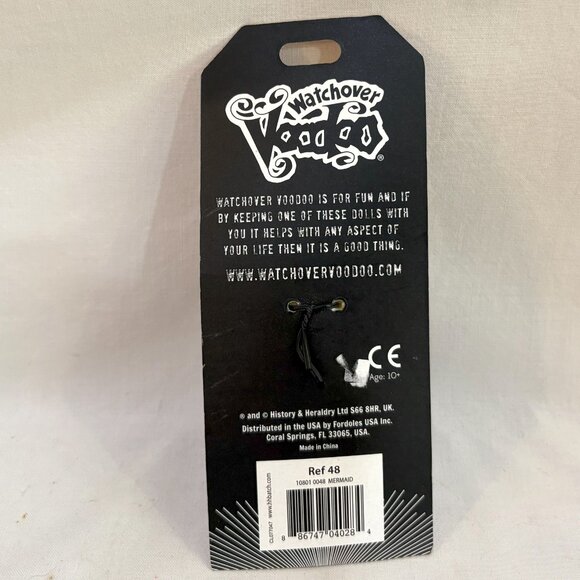 Watchover
Voodoo®
WATCHOVER VOODOO IS FOR FUN AND IF
BY KEEPING ONE OF THESE DOLLS WITH
YOU IT HELPS WITH ANY ASPECT OF
YOUR LIFE THEN IT IS A GOOD THING.
WWW.WATCHOVERVOODOO.COM
CE
Age: 10+
® and © History & Heraldry Ltd S66 8HR, UK.
Distributed in the USA by Fordoles USA Inc.
Coral Springs, FL 33065, USA.
Made in China
Ref 48
10801 0048 MERMAID
8 86747 04028 4
www.hhbatch.com
CL077047